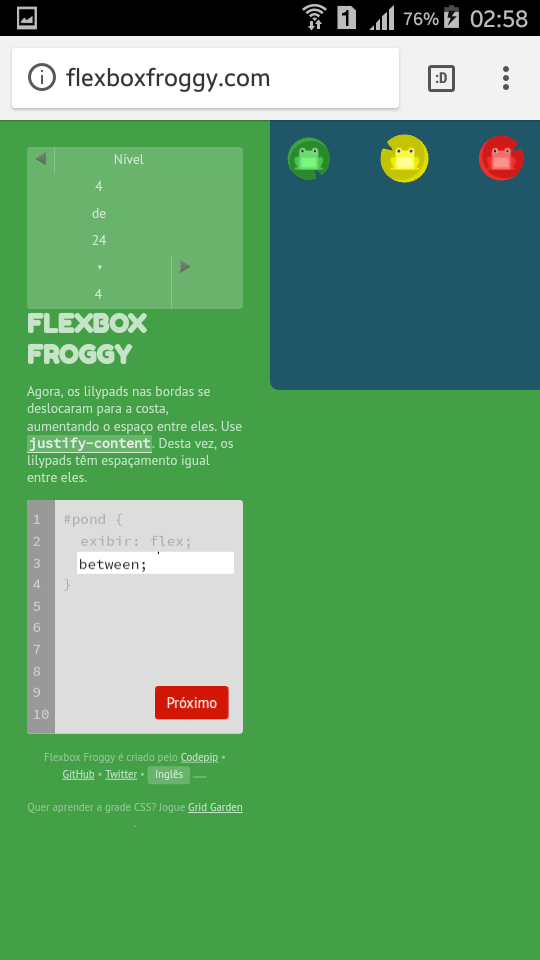 1
76%
02:58
flexboxfroggy.com
:D
Nível
4
de
24
4
FLEXBOX
FROGGY
Agora, os lilypads nas bordas se
deslocaram para a costa,
aumentando o espaço entre eles. Use
justify-content. Desta vez, os
lilypads têm espaçamento igual
entre eles.
1 #pond {
2 exibir: flex;
3 between;
4 }
5
6
7
8
9
10
Próximo
Flexbox Froggy é criado pelo Codepip •
GitHub • Twitter • Inglês
Quer aprender a grade CSS? Jogue Grid Garden
.